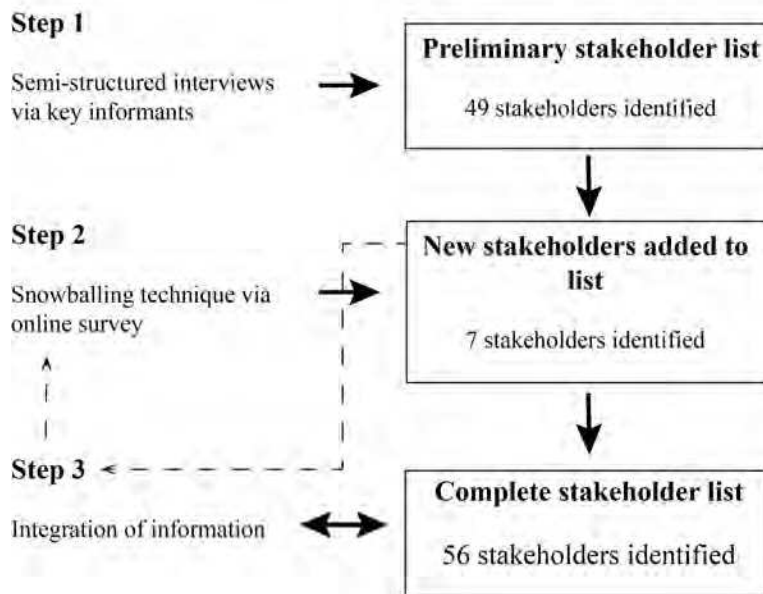 Step 1
Semi-structured interviews
via key informants
Preliminary stakeholder list
49 stakeholders identified
Step 2
Snowballing technique via
online survey
New stakeholders added to
list
7 stakeholders identified
Step 3
Integration of information
Complete stakeholder list
56 stakeholders identified